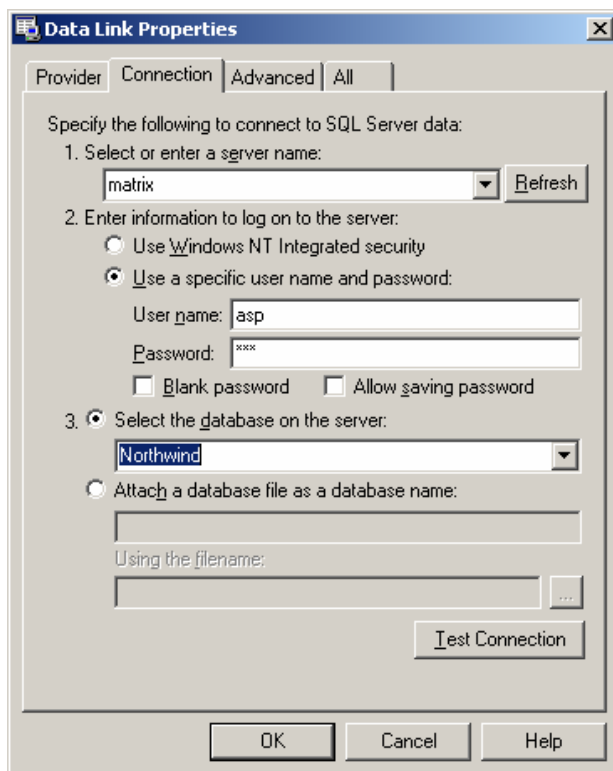 Data Link Properties
Provider Connection Advanced All
Specify the following to connect to SQL Server data:
1. Select or enter a server name:
matrix Refresh
2. Enter information to log on to the server:
Use Windows NT Integrated security
Use a specific user name and password:
User name: asp
Password: ***
Blank password Allow saving password
3. Select the database on the server:
Northwind
Attach a database file as a database name:
Using the filename:
...
Test Connection
OK Cancel Help